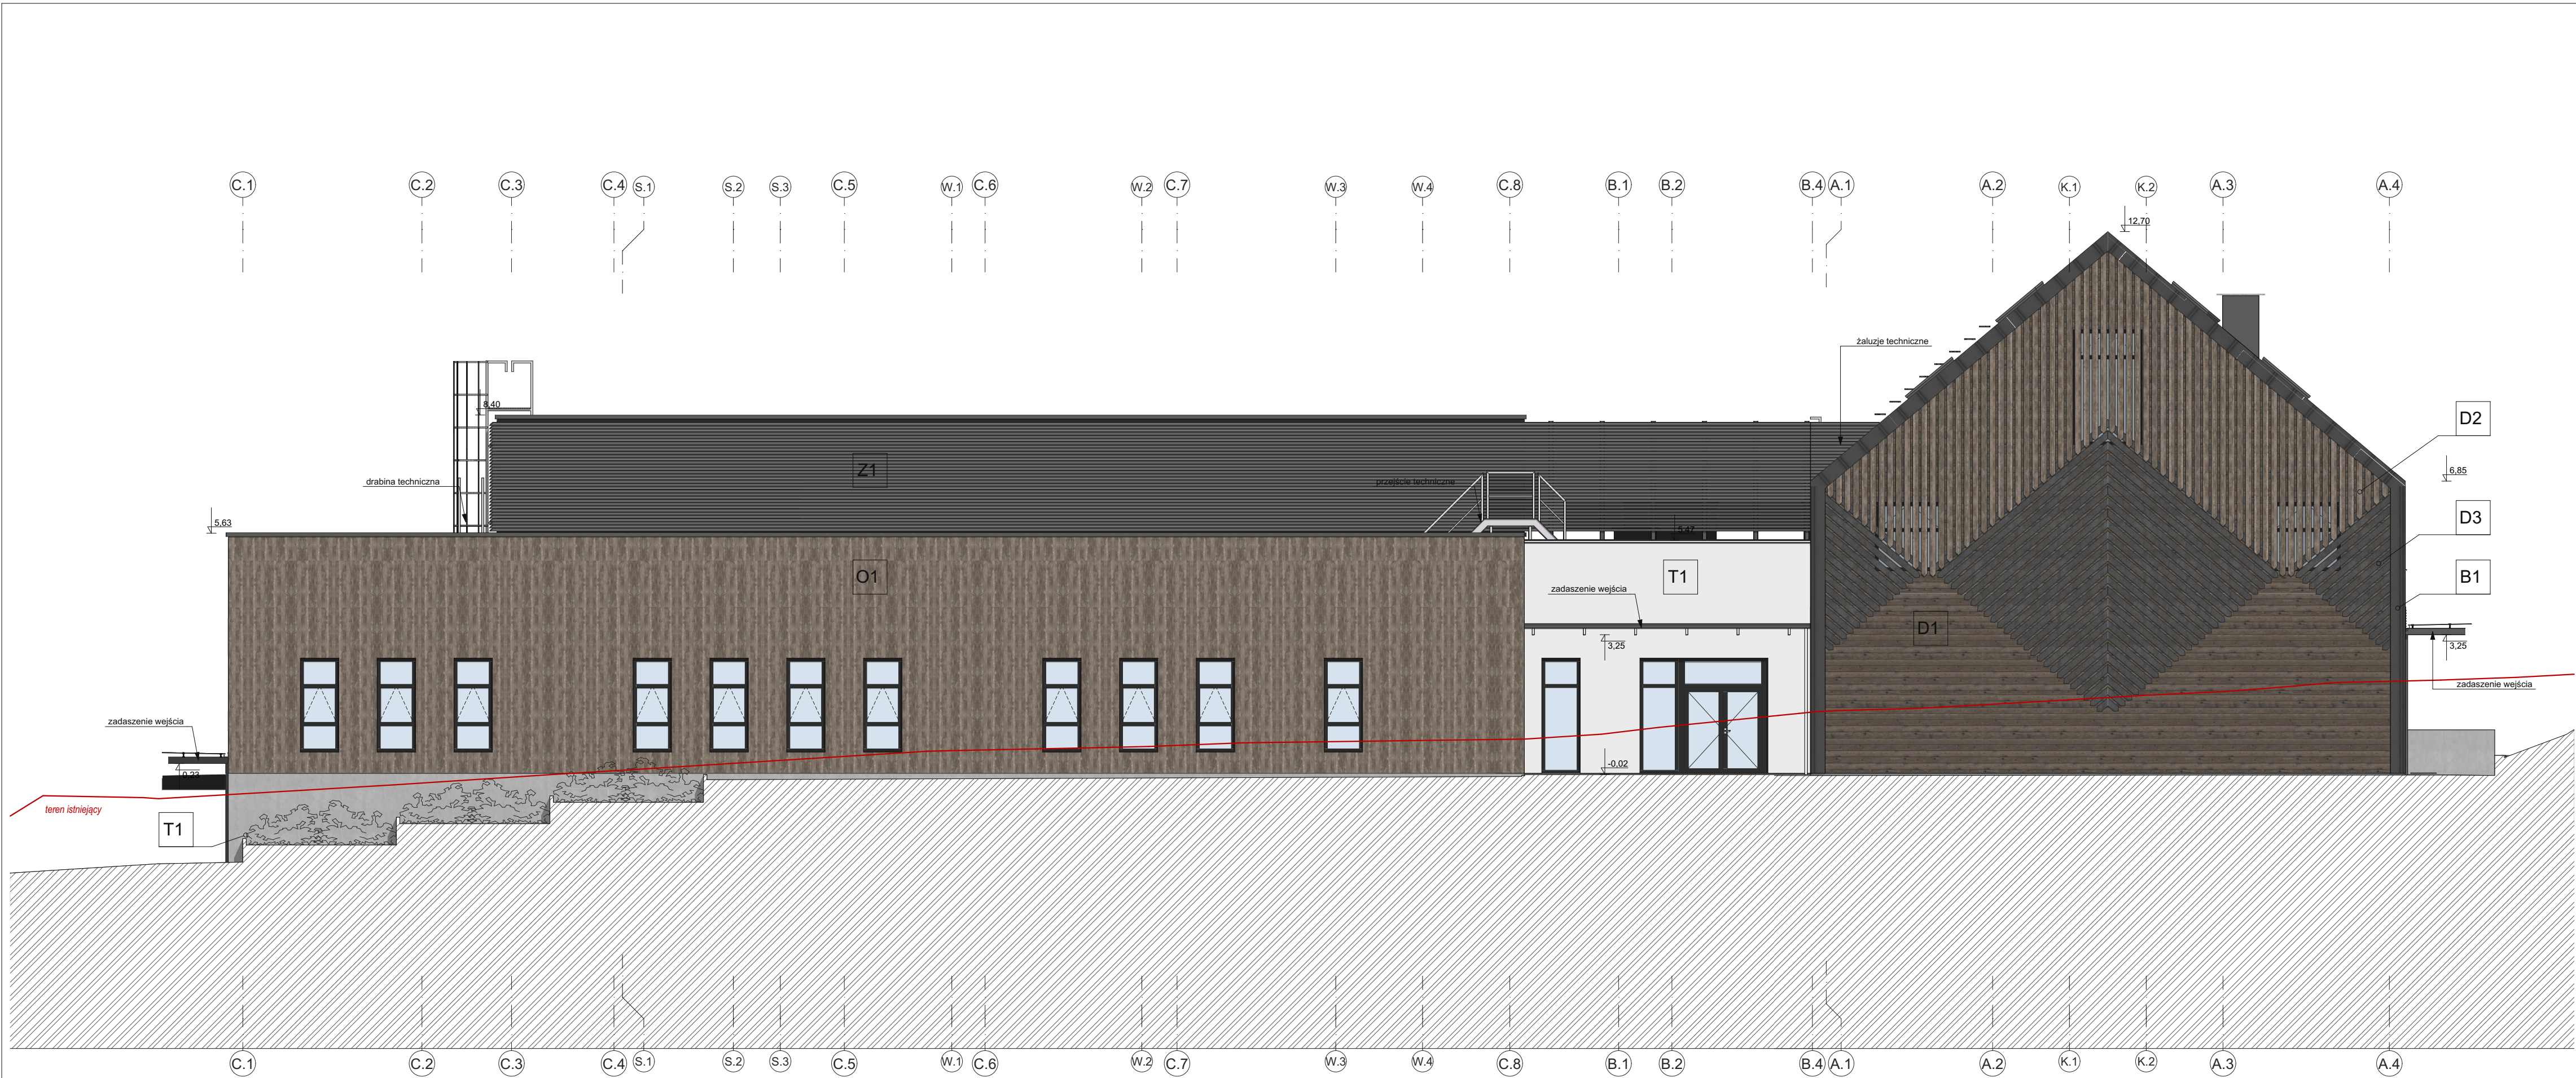 C.1 C.2 C.3 C.4 S.1 S.2 S.3 C.5 W.1 C.6 W.2 C.7 W.3 W.4 C.8 B.1 B.2 B.4 A.1 A.2 K.1 K.2 A.3 A.4
12,70
żaluzje techniczne
8,40
D2
Z1
6,85
drabina techniczna
przejście techniczne
5,63
5,47
D3
O1
T1
B1
zadaszenie wejścia
D1
3,25
3,25
zadaszenie wejścia
zadaszenie wejścia
-0,02
0,23
teren istniejący
T1
C.1 C.2 C.3 C.4 S.1 S.2 S.3 C.5 W.1 C.6 W.2 C.7 W.3 W.4 C.8 B.1 B.2 B.4 A.1 A.2 K.1 K.2 A.3 A.4